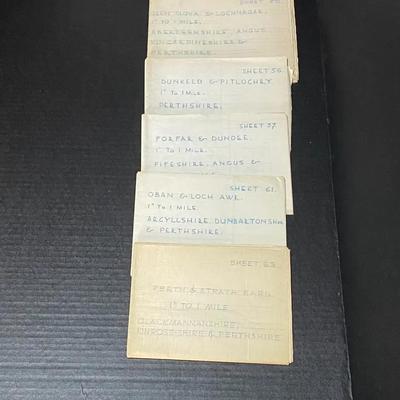 GLEN CLOVA & LOCHNAGAR.
1" TO 1 MILE.
ABERDEENSHIRE, ANGUS
KINCARDINESHIRE &
PERTHSHIRE.
SHEET 56.
DUNKELD & PITLOCHRY
1" TO 1 MILE.
PERTHSHIRE.
SHEET 57.
FORFAR & DUNDEE.
1" TO 1 MILE.
FIFESHIRE, ANGUS &
SHEET 61.
OBAN & LOCH AWE.
1" TO 1 MILE.
ARGYLLSHIRE, DUNBARTONSHIRE
& PERTHSHIRE.
SHEET 63.
PERTH & STRATH EARN.
1" TO 1 MILE
CLACKMANNANSHIRE,
KINROSS-SHIRE & PERTHSHIRE